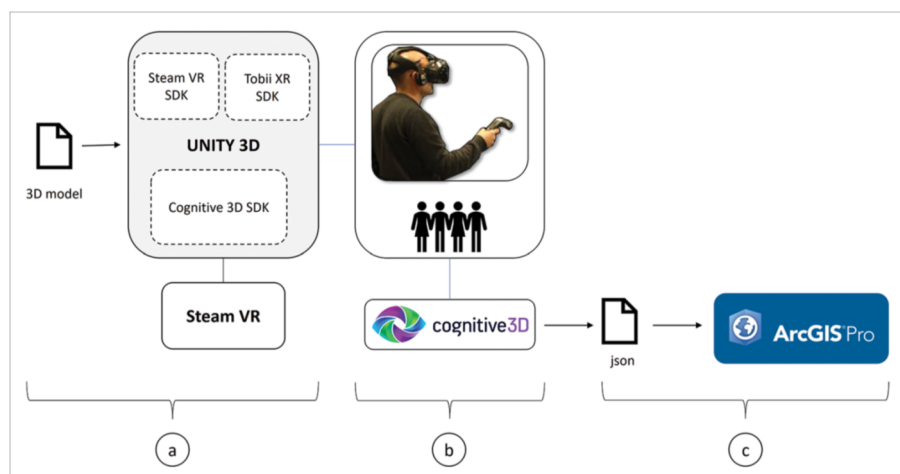 Steam VR
SDK
Tobii XR
SDK
UNITY 3D
3D model
Cognitive 3D SDK
Steam VR
cognitive3D
json
ArcGIS Pro
a
b
c